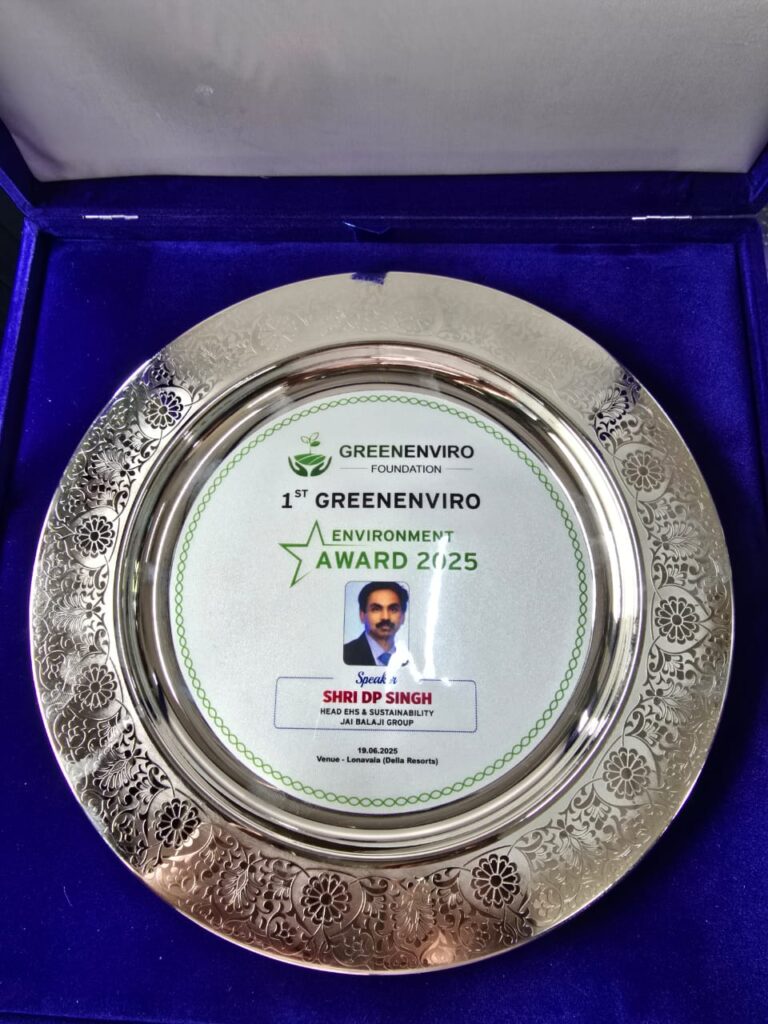 GREENENVIRO
FOUNDATION
1ST GREENENVIRO
ENVIRONMENT
AWARD 2025
Speaker
SHRI DP SINGH
HEAD EHS & SUSTAINABILITY
JAI BALAJI GROUP
19.06.2025
Venue - Lonavala (Della Resorts)